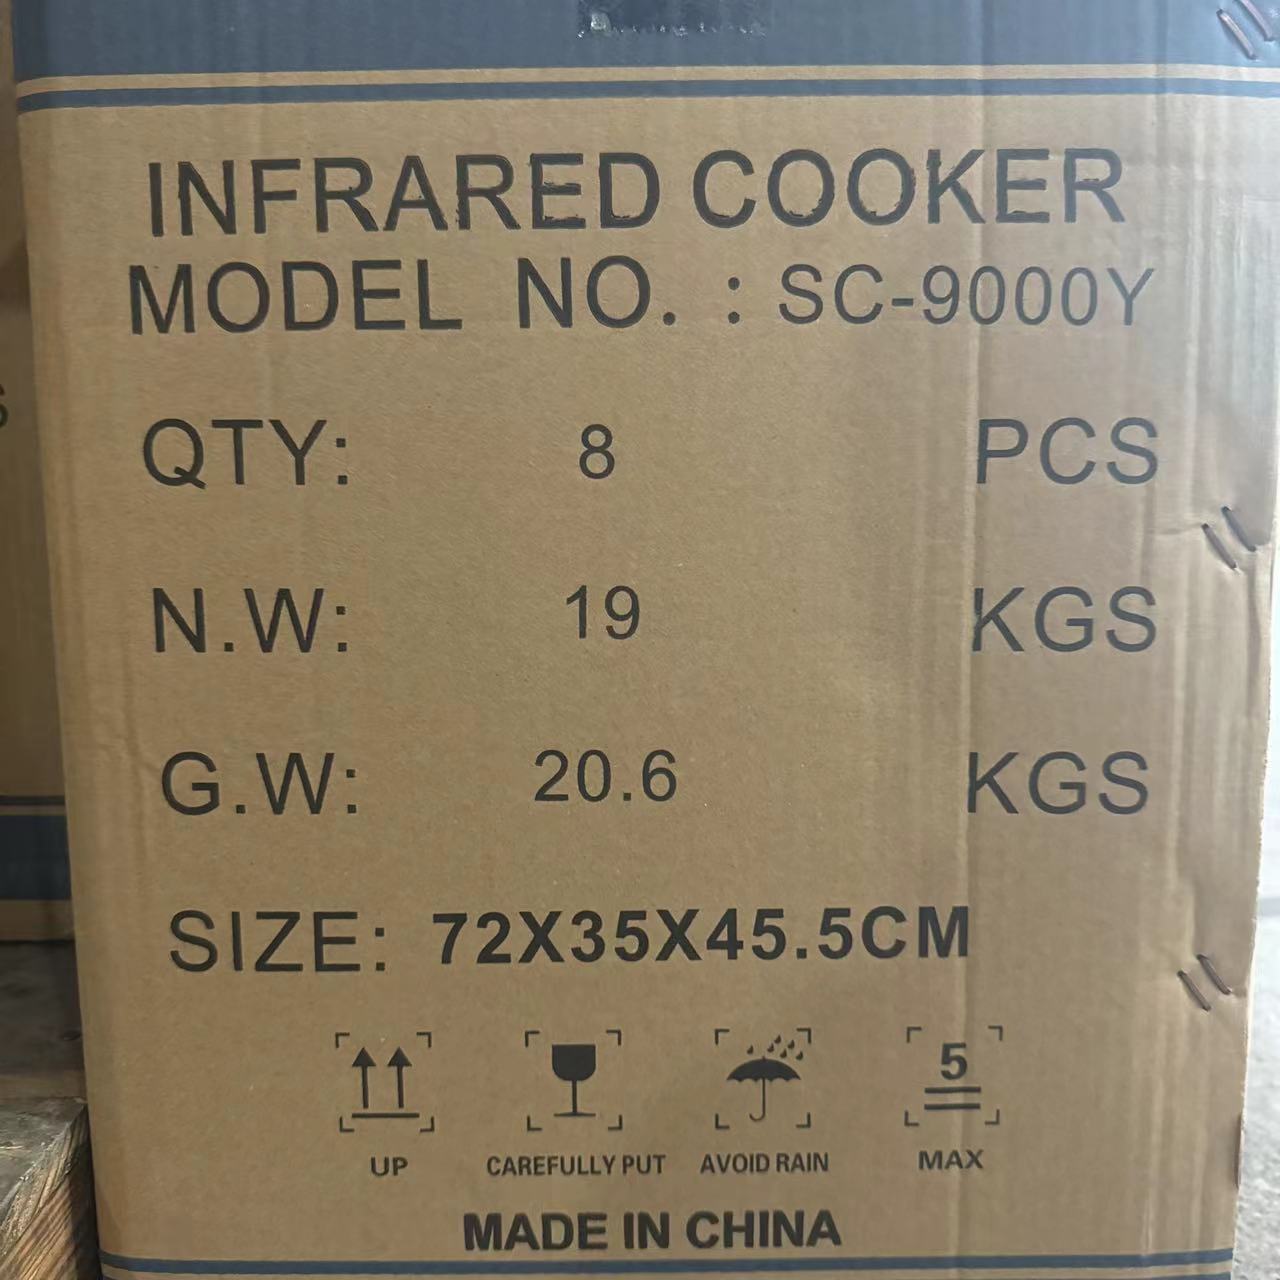 INFRARED COOKER
MODEL NO. : SC-9000Y
QTY: 8 PCS
N.W: 19 KGS
G.W: 20.6 KGS
SIZE: 72X35X45.5CM
5
UP CAREFULLY PUT AVOID RAIN MAX
MADE IN CHINA